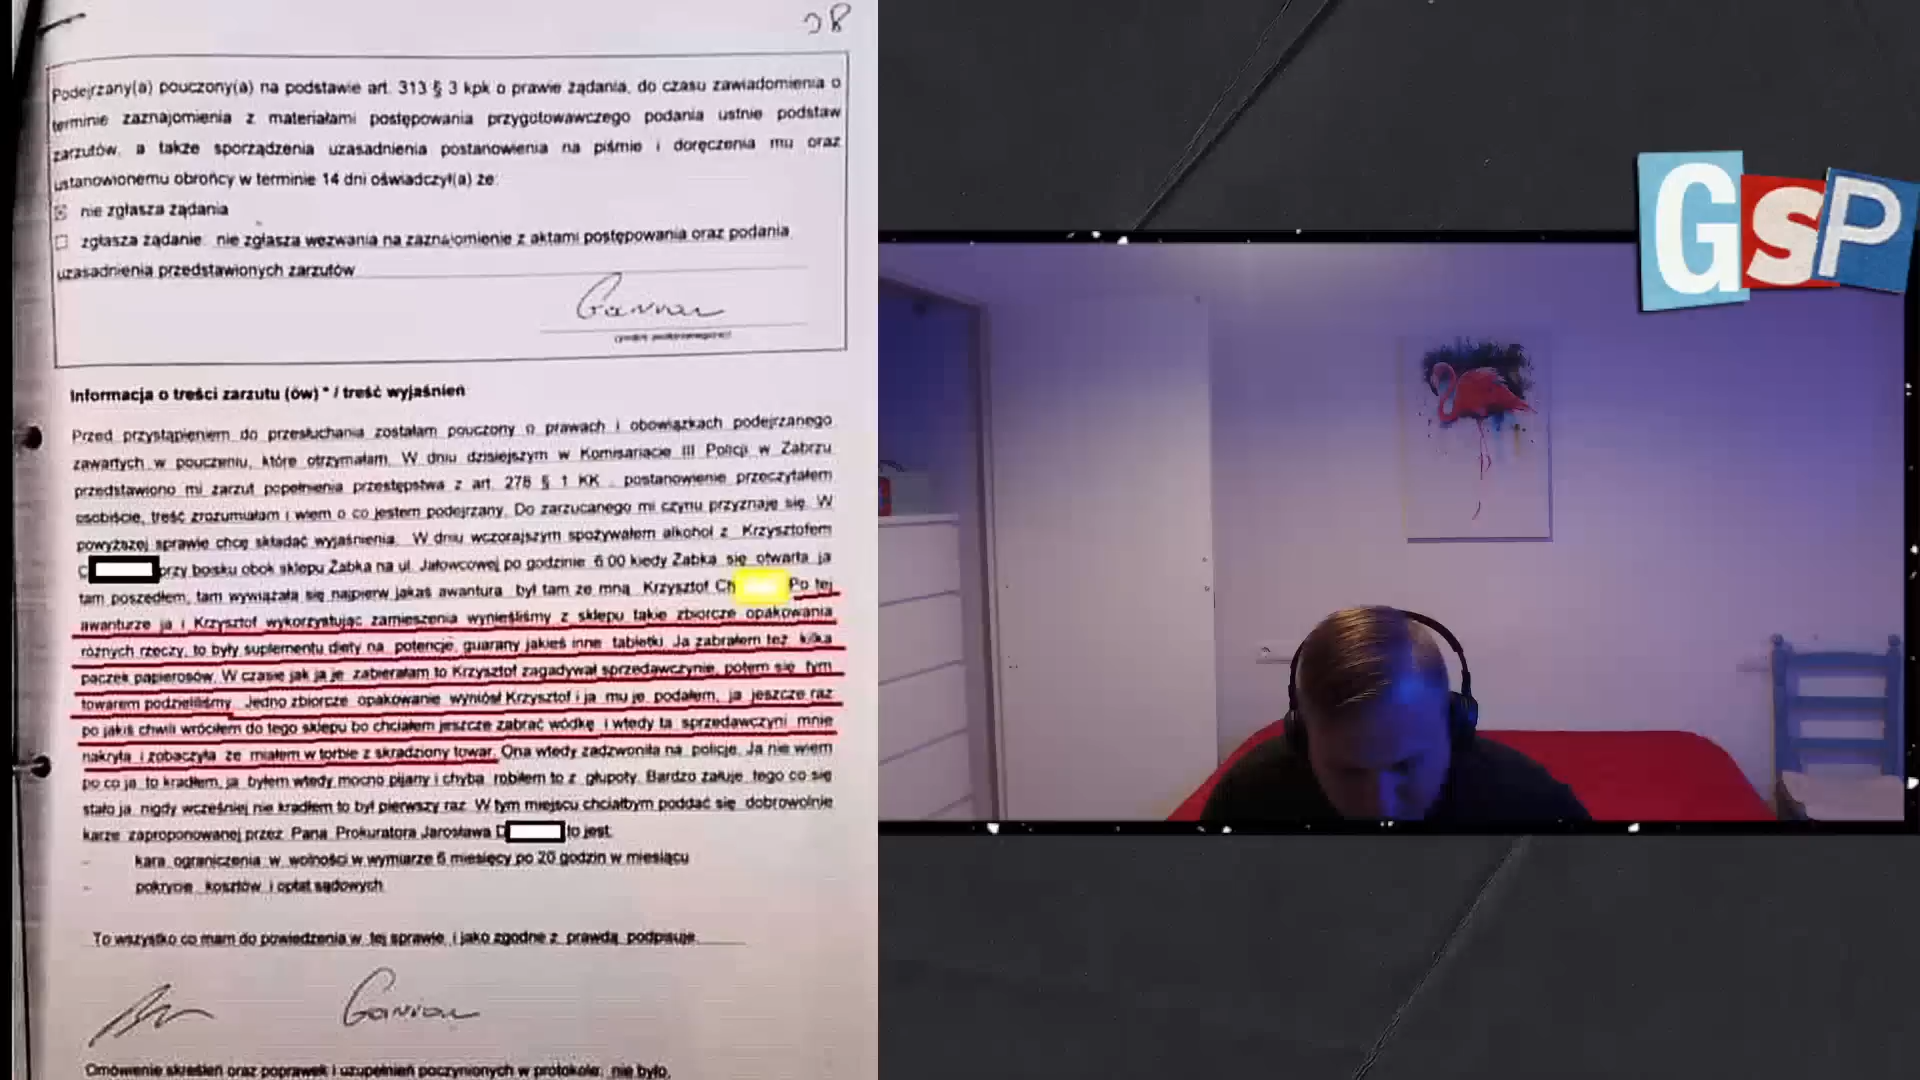 Podejrzany(a) pouczony(a) na podstawie art. 313 § 3 kpk o prawie żądania, do czasu zawiadomienia o
terminie zaznajomienia z materiałami postępowania przygotowawczego podania ustnie podstaw
zarzutów, a także sporządzenia uzasadnienia postanowienia na piśmie i doręczenia mu oraz
ustanowionemu obrońcy w terminie 14 dni oświadczył(a) że:
nie zgłasza żądania
zgłasza żądanie: nie zgłasza wezwania na zaznajomienie z aktami postępowania oraz podania
uzasadnienia przedstawionych zarzutów
Informacja o treści zarzutu (ów) * / treść wyjaśnień
Przed przystąpieniem do przesłuchania zostałam pouczony o prawach i obowiązkach podejrzanego
zawartych w pouczeniu, które otrzymałam. W dniu dzisiejszym w Komisariacie III Policji w Zabrzu
przedstawiono mi zarzut popełnienia przestępstwa z art. 278 § 1 KK . postanowienie przeczytałem
osobiście, treść zrozumiałam i wiem o co jestem podejrzany. Do zarzucanego mi czynu przyznaję się. W
powyższej sprawie chcę składać wyjaśnienia. W dniu wczorajszym spożywałem alkohol z Krzysztofem
C przy boisku obok sklepu Żabka na ul. Jałowcowej po godzinie 6:00 kiedy Żabka się otwarła ja
tam poszedłem, tam wywiązała się najpierw jakaś awantura był tam ze mną Krzysztof Ch Po tej
awanturze ja i Krzysztof wykorzystując zamieszenia wynieśliśmy z sklepu takie zbiorcze opakowania
różnych rzeczy, to były suplementu diety na potencje, guarany jakieś inne tabletki. Ja zabrałem też kilka
paczek papierosów. W czasie jak ja je zabierałam to Krzysztof zagadywał sprzedawczynie, potem się tym
towarem podzieliliśmy. Jedno zbiorcze opakowanie wyniósł Krzysztof i ja mu je podałem, ja jeszcze raz
po jakiś chwili wróciłem do tego sklepu bo chciałem jeszcze zabrać wódkę i wtedy ta sprzedawczyni mnie
nakryła i zobaczyła że miałem w torbie z skradziony towar. Ona wtedy zadzwoniła na policje. Ja nie wiem
po co ja to kradłem, ja byłem wtedy mocno pijany i chyba robiłem to z głupoty. Bardzo żałuje tego co się
stało ja nigdy wcześniej nie kradłem to był pierwszy raz. W tym miejscu chciałbym poddać się dobrowolnie
karze zaproponowanej przez Pana Prokuratora Jarosława D to jest:
- kara ograniczenia w wolności w wymiarze 6 miesięcy po 20 godzin w miesiącu
- pokrycie kosztów i opłat sądowych
To wszystko co mam do powiedzenia w tej sprawie i jako zgodne z prawdą podpisuje
Omówienie skreśleń oraz poprawek i uzupełnień poczynionych w protokole: nie było.
GSP